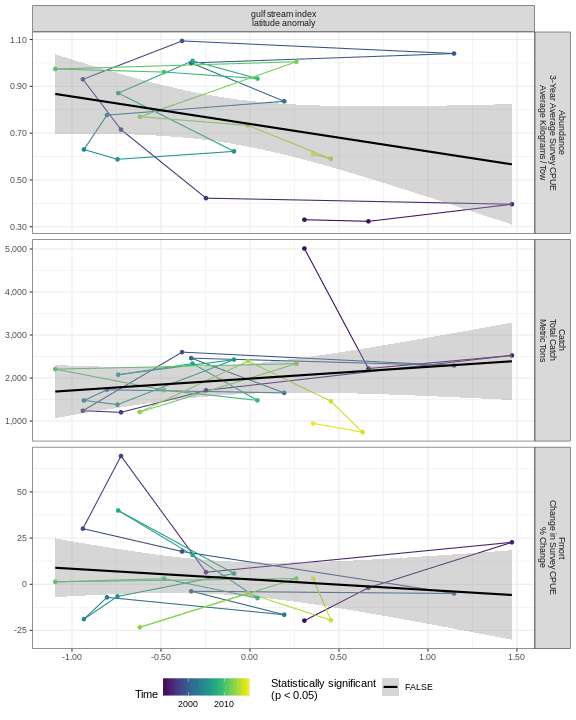 gulf stream index
latitude anomaly
1.10
0.90
0.70
0.50
0.30
Abundance
3-Year Average Survey CPUE
Average Kilograms / Tow
5,000
4,000
3,000
2,000
1,000
Catch
Total Catch
Metric Tons
50
25
0
-25
Fmort
Change in Survey CPUE
% Change
-1.00
-0.50
0.00
0.50
1.00
1.50
Time
2000
2010
Statistically significant
(p < 0.05)
FALSE